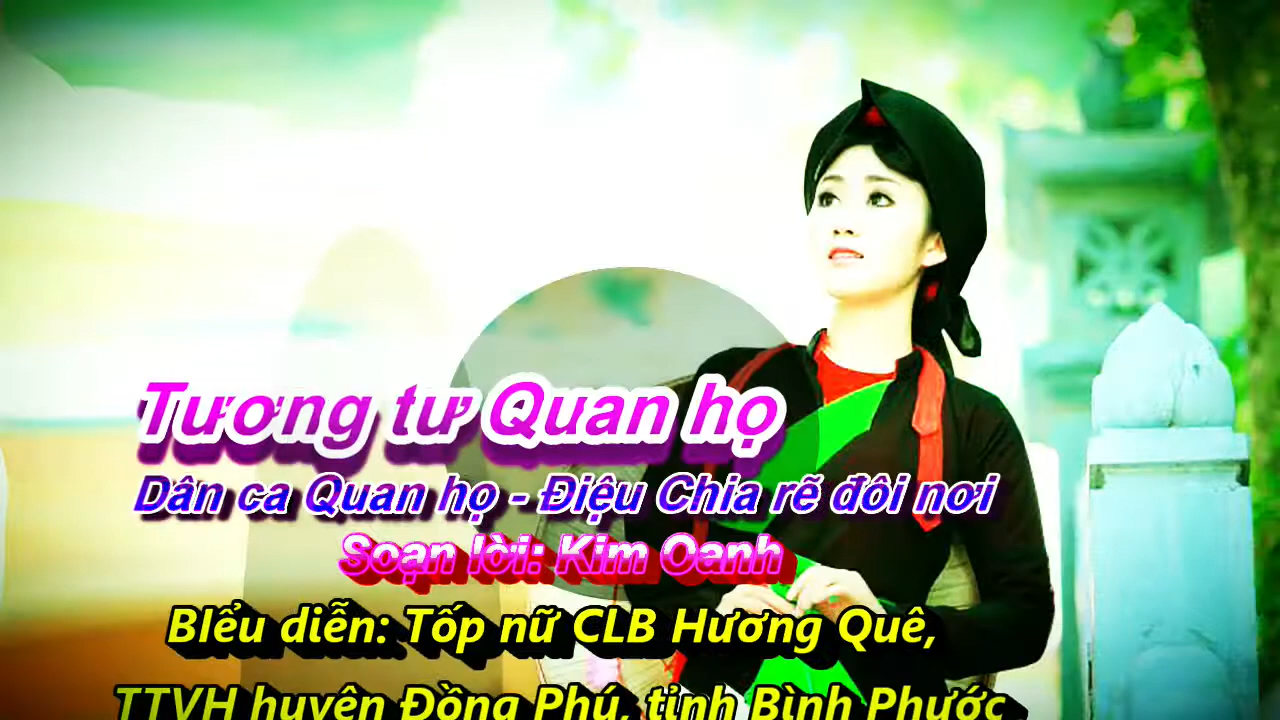 Tương tư Quan họ
Dân ca Quan họ - Điệu Chia rẽ đôi nơi
Soạn lời: Kim Oanh
BIểu diễn: Tốp nữ CLB Hương Quê,
TTVH huyện Đồng Phú, tỉnh Bình Phước